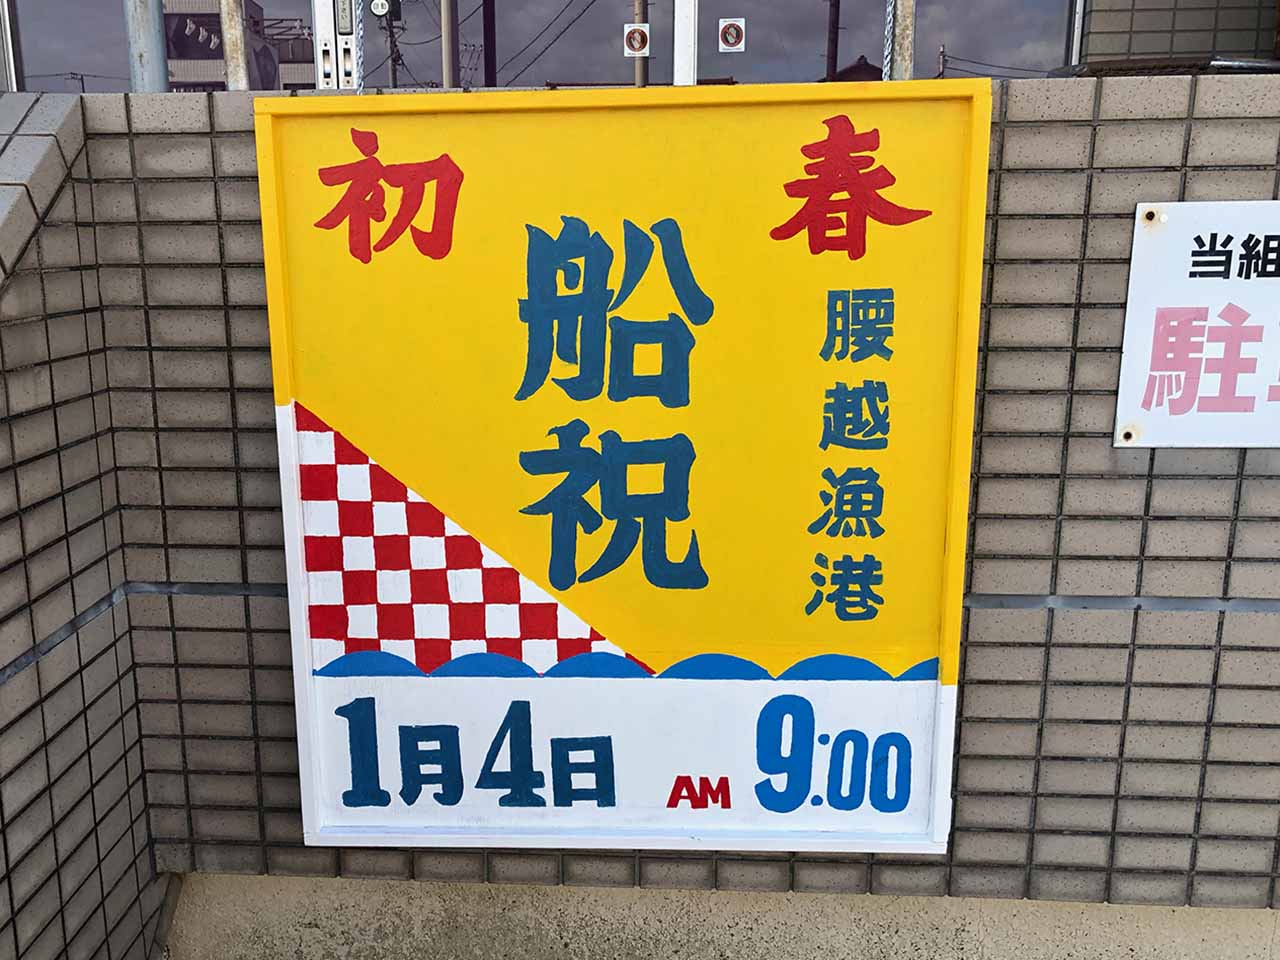 初春
船祝
腰越漁港
1月4日 AM 9:00
当組
駐